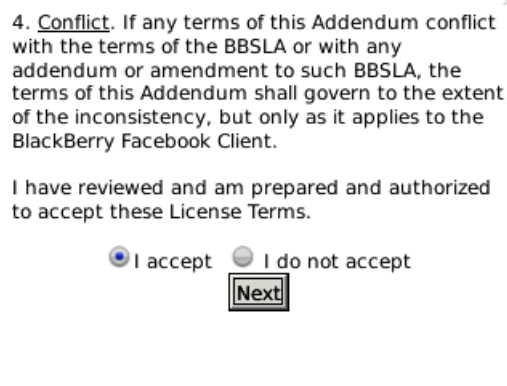 4. Conflict. If any terms of this Addendum conflict
with the terms of the BBSLA or with any
addendum or amendment to such BBSLA, the
terms of this Addendum shall govern to the extent
of the inconsistency, but only as it applies to the
BlackBerry Facebook Client.
I have reviewed and am prepared and authorized
to accept these License Terms.
I accept I do not accept
Next